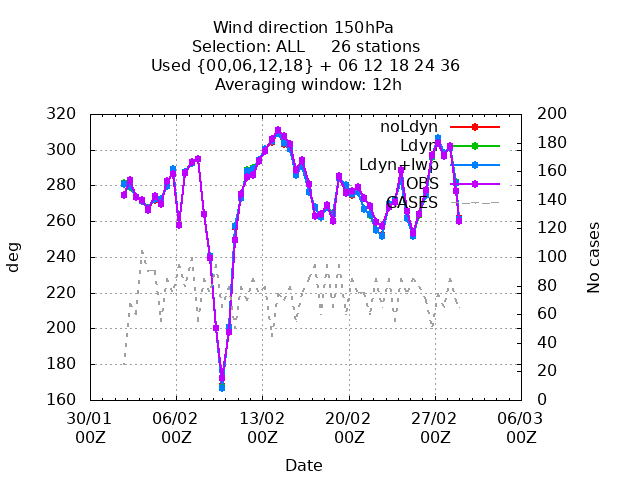 Wind direction 150hPa
Selection: ALL     26 stations
Used {00,06,12,18} + 06 12 18 24 36
Averaging window: 12h
320
300
280
260
240
220
200
180
160
deg
200
180
160
140
120
100
80
60
40
20
0
No cases
noLdyn
Ldyn
Ldyn+lwp
OBS
CASES
30/01 06/02 13/02 20/02 27/02 06/03
00Z 00Z 00Z 00Z 00Z 00Z
Date